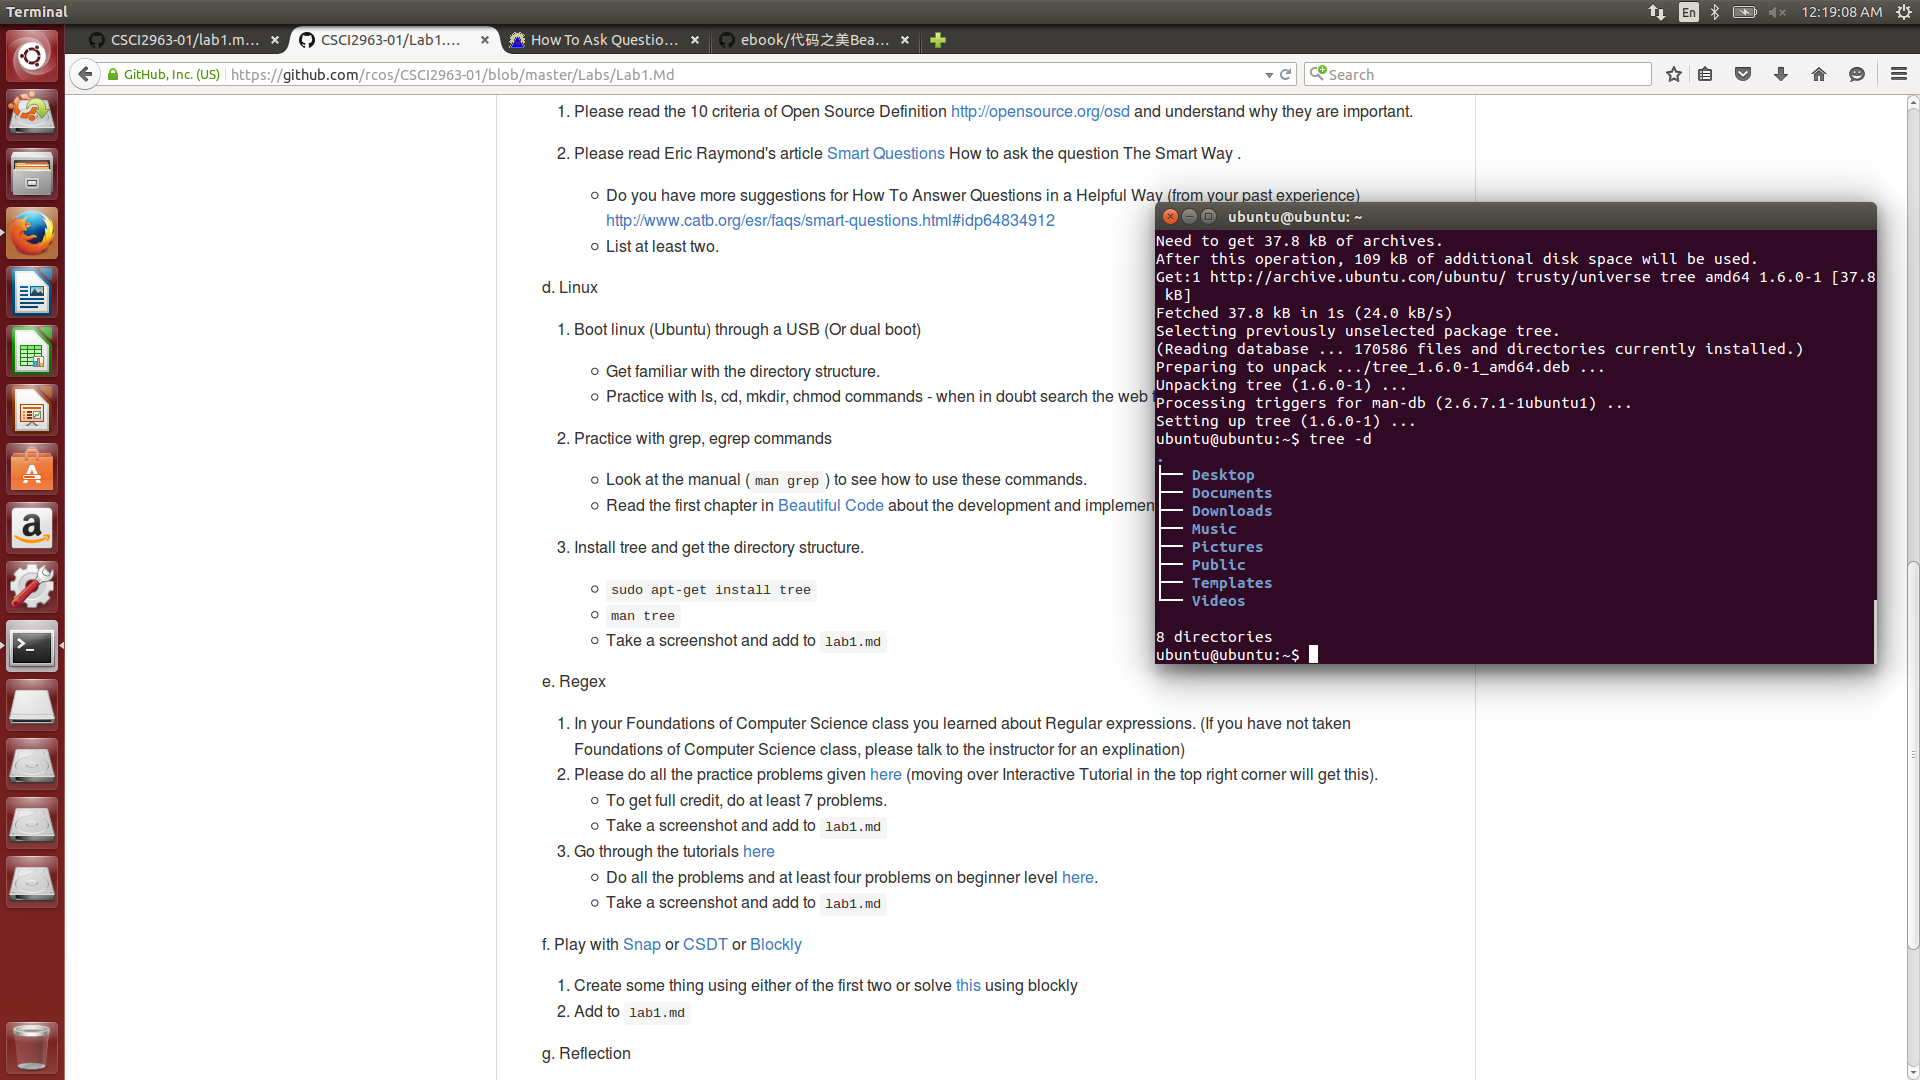 Terminal
En
12:19:08 AM
CSCI2963-01/lab1.m...
CSCI2963-01/Lab1....
How To Ask Questio...
ebook/代码之美Bea...
GitHub, Inc. (US)
https://github.com/rcos/CSCI2963-01/blob/master/Labs/Lab1.Md
Search
1. Please read the 10 criteria of Open Source Definition http://opensource.org/osd and understand why they are important.
2. Please read Eric Raymond's article Smart Questions How to ask the question The Smart Way .
Do you have more suggestions for How To Answer Questions in a Helpful Way (from your past experience)
http://www.catb.org/esr/faqs/smart-questions.html#idp64834912
List at least two.
d. Linux
1. Boot linux (Ubuntu) through a USB (Or dual boot)
Get familiar with the directory structure.
Practice with ls, cd, mkdir, chmod commands - when in doubt search the web
2. Practice with grep, egrep commands
Look at the manual ( man grep ) to see how to use these commands.
Read the first chapter in Beautiful Code about the development and implemen
3. Install tree and get the directory structure.
sudo apt-get install tree
man tree
Take a screenshot and add to lab1.md
e. Regex
1. In your Foundations of Computer Science class you learned about Regular expressions. (If you have not taken
Foundations of Computer Science class, please talk to the instructor for an explination)
2. Please do all the practice problems given here (moving over Interactive Tutorial in the top right corner will get this).
To get full credit, do at least 7 problems.
Take a screenshot and add to lab1.md
3. Go through the tutorials here
Do all the problems and at least four problems on beginner level here.
Take a screenshot and add to lab1.md
f. Play with Snap or CSDT or Blockly
1. Create some thing using either of the first two or solve this using blockly
2. Add to lab1.md
g. Reflection
ubuntu@ubuntu: ~
Need to get 37.8 kB of archives.
After this operation, 109 kB of additional disk space will be used.
Get:1 http://archive.ubuntu.com/ubuntu/ trusty/universe tree amd64 1.6.0-1 [37.8
kB]
Fetched 37.8 kB in 1s (24.0 kB/s)
Selecting previously unselected package tree.
(Reading database ... 170586 files and directories currently installed.)
Preparing to unpack .../tree_1.6.0-1_amd64.deb ...
Unpacking tree (1.6.0-1) ...
Processing triggers for man-db (2.6.7.1-1ubuntu1) ...
Setting up tree (1.6.0-1) ...
ubuntu@ubuntu:~$ tree -d
.
├── Desktop
├── Documents
├── Downloads
├── Music
├── Pictures
├── Public
├── Templates
└── Videos
8 directories
ubuntu@ubuntu:~$